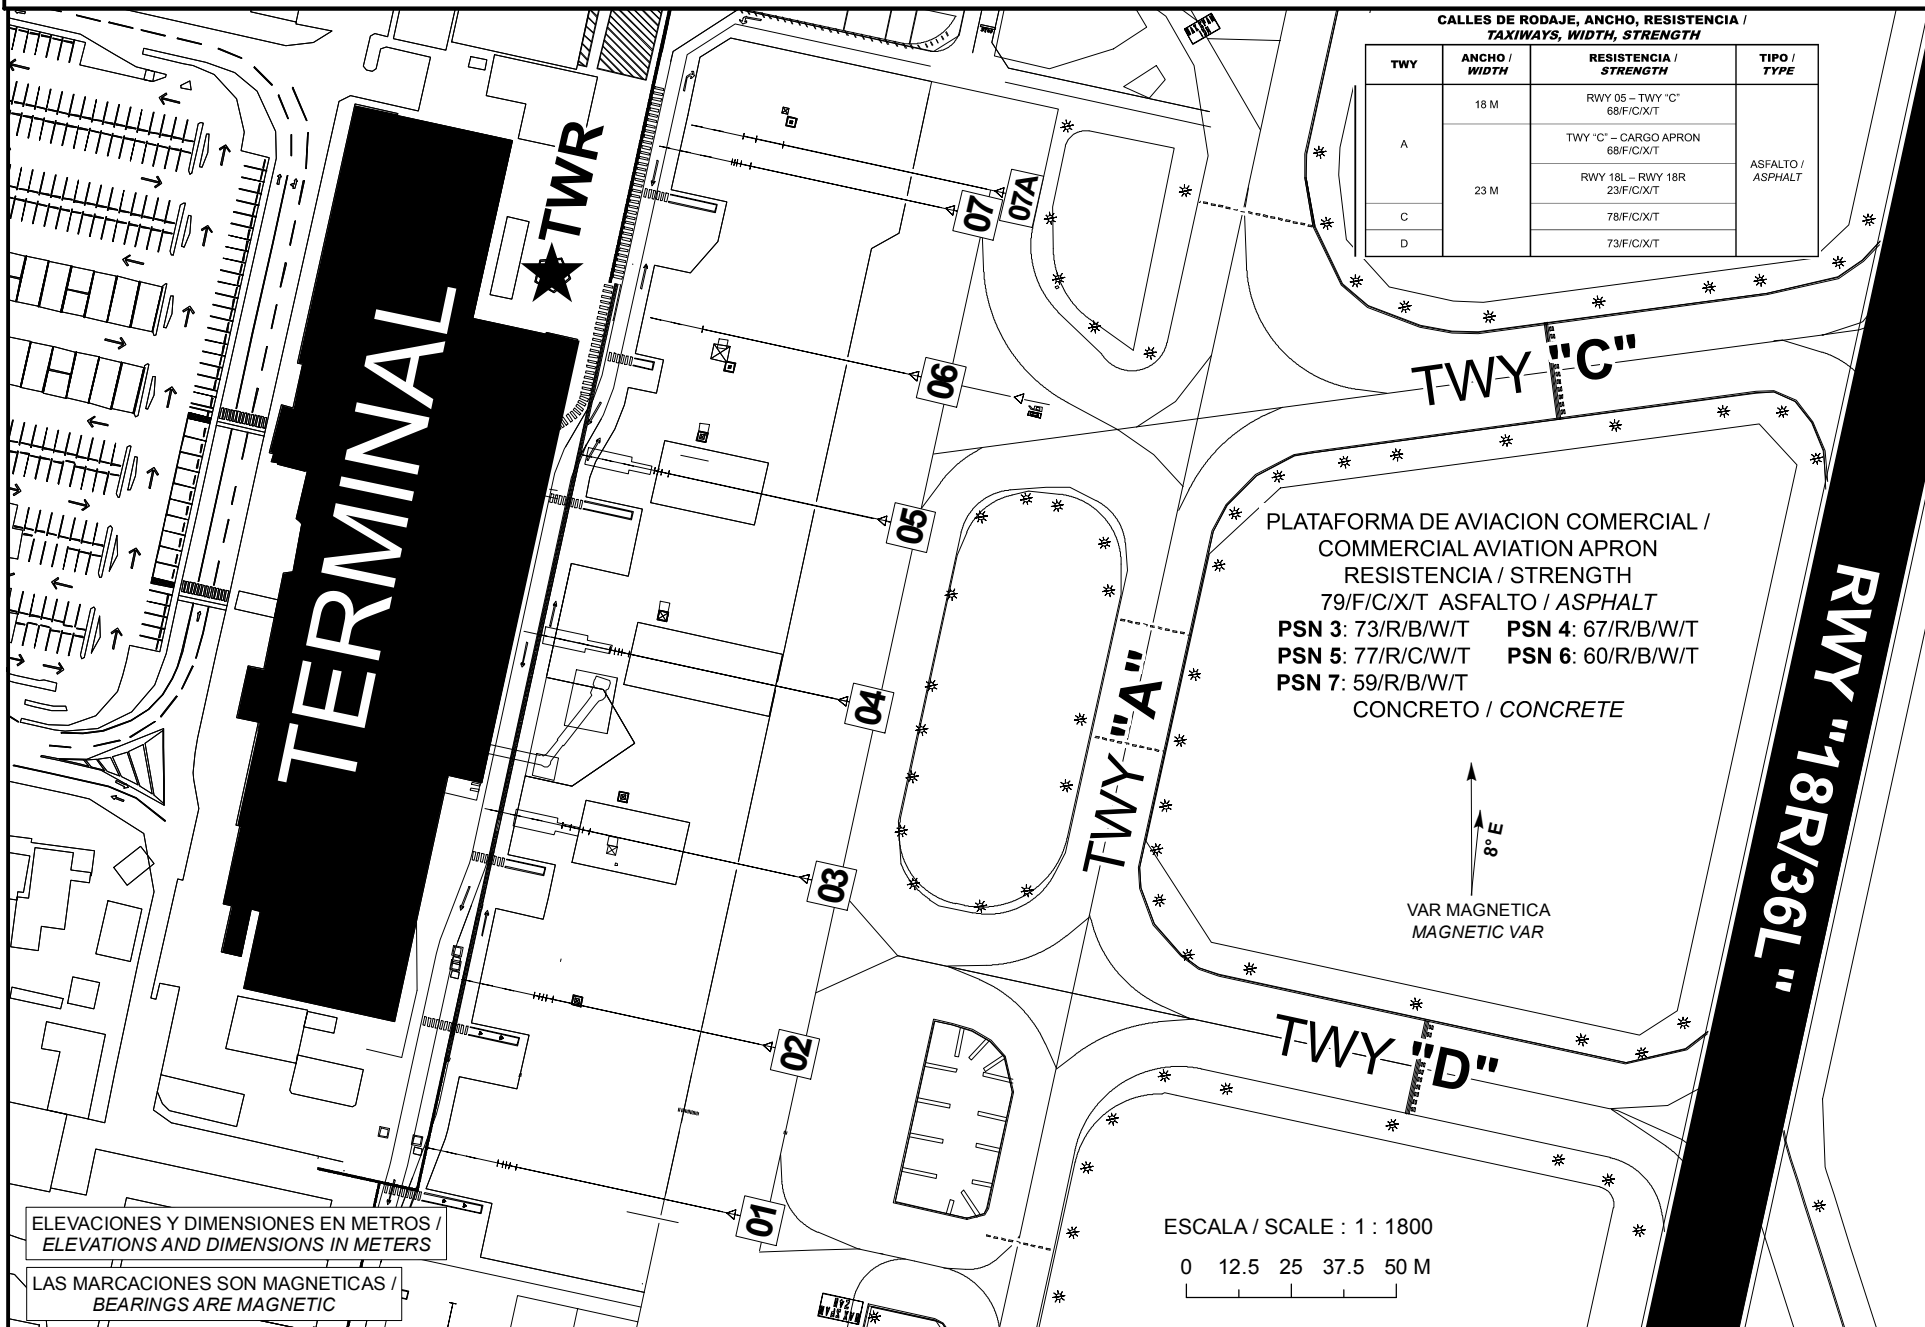 CALLES DE RODAJE, ANCHO, RESISTENCIA /
TAXIWAYS, WIDTH, STRENGTH
TWY
ANCHO /
WIDTH
RESISTENCIA /
STRENGTH
TIPO /
TYPE
A
18 M
RWY 05 – TWY "C"
68/F/C/X/T
23 M
TWY "C" – CARGO APRON
68/F/C/X/T
RWY 18L – RWY 18R
23/F/C/X/T
C
78/F/C/X/T
D
73/F/C/X/T
ASFALTO /
ASPHALT
TWR
TERMINAL
07
07A
06
05
04
03
02
01
TWY "C"
TWY "A"
TWY "D"
RWY "18R/36L"
PLATAFORMA DE AVIACION COMERCIAL /
COMMERCIAL AVIATION APRON
RESISTENCIA / STRENGTH
79/F/C/X/T ASFALTO / ASPHALT
PSN 3: 73/R/B/W/T PSN 4: 67/R/B/W/T
PSN 5: 77/R/C/W/T PSN 6: 60/R/B/W/T
PSN 7: 59/R/B/W/T
CONCRETO / CONCRETE
8° E
VAR MAGNETICA
MAGNETIC VAR
ESCALA / SCALE : 1 : 1800
0 12.5 25 37.5 50 M
ELEVACIONES Y DIMENSIONES EN METROS /
ELEVATIONS AND DIMENSIONS IN METERS
LAS MARCACIONES SON MAGNETICAS /
BEARINGS ARE MAGNETIC
MAX SPAN
24M